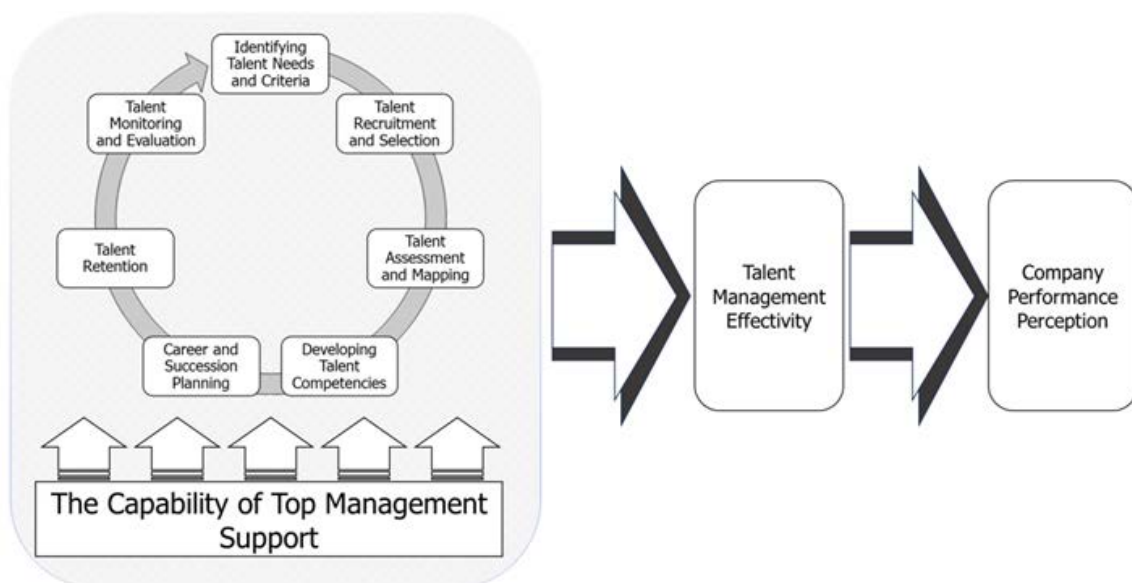 Identifying
Talent Needs
and Criteria
Talent
Recruitment
and Selection
Talent
Assessment
and Mapping
Developing
Talent
Competencies
Career and
Succession
Planning
Talent
Retention
Talent
Monitoring
and Evaluation
The Capability of Top Management
Support
Talent
Management
Effectivity
Company
Performance
Perception